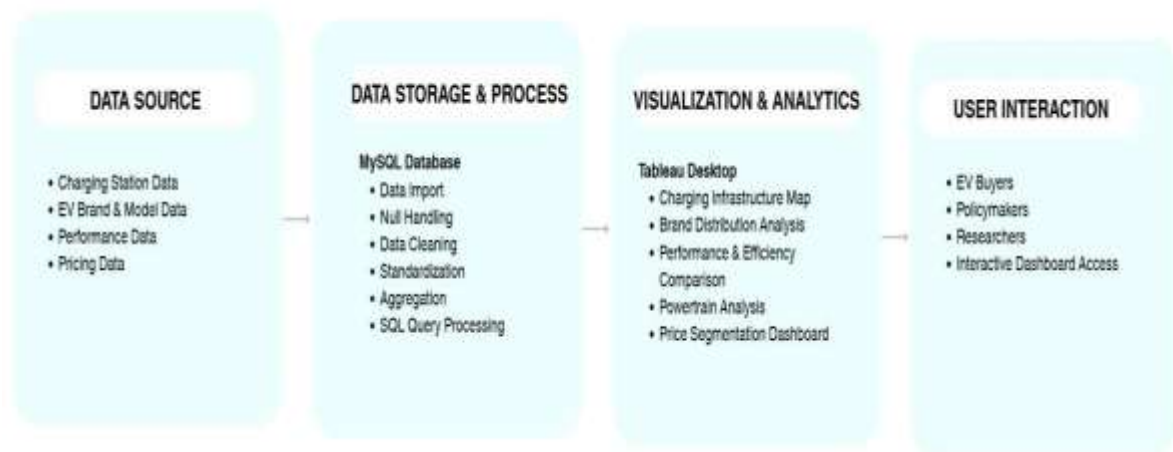 DATA SOURCE
• Charging Station Data
• EV Brand & Model Data
• Performance Data
• Pricing Data
DATA STORAGE & PROCESS
MySQL Database
• Data Import
• Null Handling
• Data Cleaning
• Standardization
• Aggregation
• SQL Query Processing
VISUALIZATION & ANALYTICS
Tableau Desktop
• Charging Infrastructure Map
• Brand Distribution Analysis
• Performance & Efficiency
Comparison
• Powertrain Analysis
• Price Segmentation Dashboard
USER INTERACTION
• EV Buyers
• Policymakers
• Researchers
• Interactive Dashboard Access